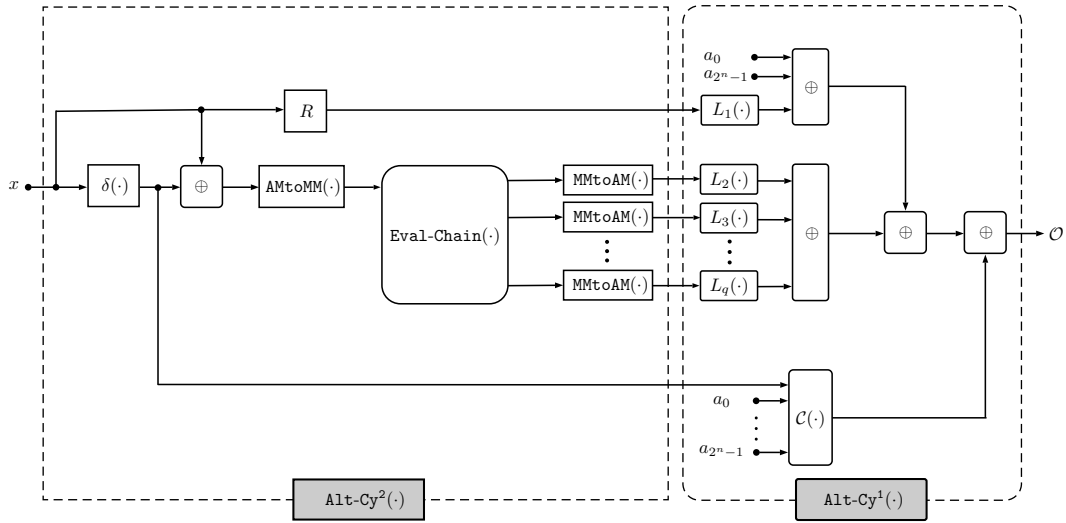 a₀
a₂ⁿ₋₁
⊕
R
L₁(·)
x
δ(·)
⊕
AMtoMM(·)
Eval-Chain(·)
MMtoAM(·)
MMtoAM(·)
MMtoAM(·)
L₂(·)
L₃(·)
L_q(·)
⊕
⊕
⊕
𝒪
a₀
a₂ⁿ₋₁
𝒞(·)
Alt-Cy²(·)
Alt-Cy¹(·)